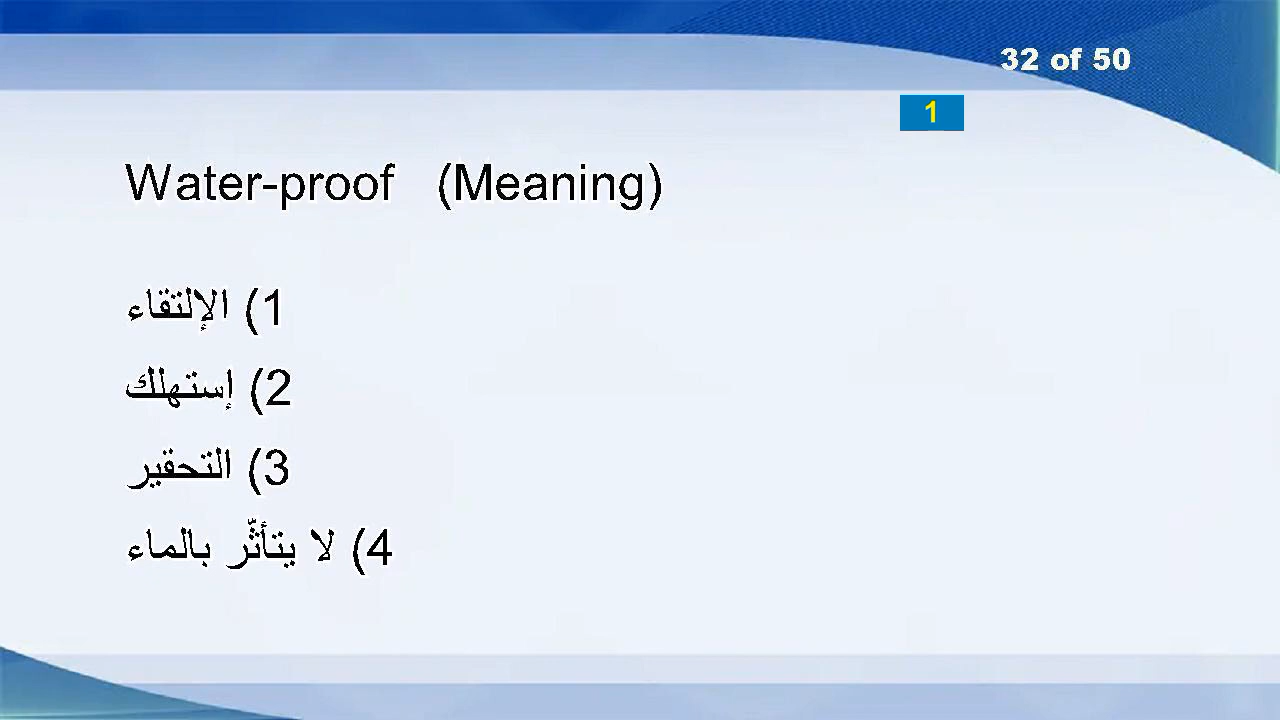 32 of 50
1
Water-proof (Meaning)
1) الإلتقاء
2) إستهلك
3) التحقير
4) لا يتأثّر بالماء